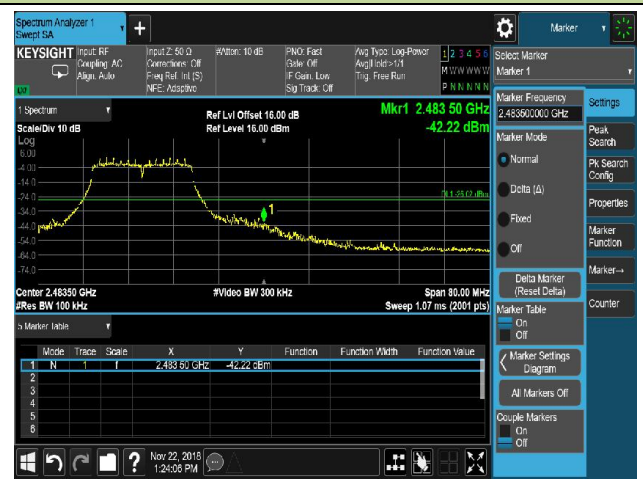 Spectrum Analyzer 1
Swept SA
+
Marker
KEYSIGHT
Input: RF
Coupling: AC
Align: Auto
Input Z: 50 Ω
Corrections: Off
Freq Ref: Int (S)
NFE: Adaptive
#Atten: 10 dB
PNO: Fast
Gate: Off
IF Gain: Low
Sig Track: Off
Avg Type: Log-Power
Avg|Hold:>1/1
Trig: Free Run
1 2 3 4 5 6
M W W W W W
P N N N N N
Select Marker
Marker 1
1 Spectrum
Scale/Div 10 dB
Log
Ref Lvl Offset 16.00 dB
Ref Level 16.00 dBm
Mkr1 2.483 50 GHz
-42.22 dBm
6.00
-4.00
-14.0
-24.0
-34.0
-44.0
-54.0
-64.0
-74.0
1
Center 2.48350 GHz
#Res BW 100 kHz
#Video BW 300 kHz
Span 80.00 MHz
Sweep 1.07 ms (2001 pts)
5 Marker Table
Mode Trace Scale X Y Function Function Width Function Value
1 N 1 f 2.483 50 GHz -42.22 dBm
2
3
4
5
6
Marker Frequency
2.483500000 GHz
Marker Mode
Normal
Delta (Δ)
Fixed
Off
Delta Marker
(Reset Delta)
Marker Table
On
Off
Marker Settings
Diagram
All Markers Off
Couple Markers
On
Off
Settings
Peak
Search
Pk Search
Config
Properties
Marker
Function
Marker→
Counter
?
Nov 22, 2018
1:24:06 PM